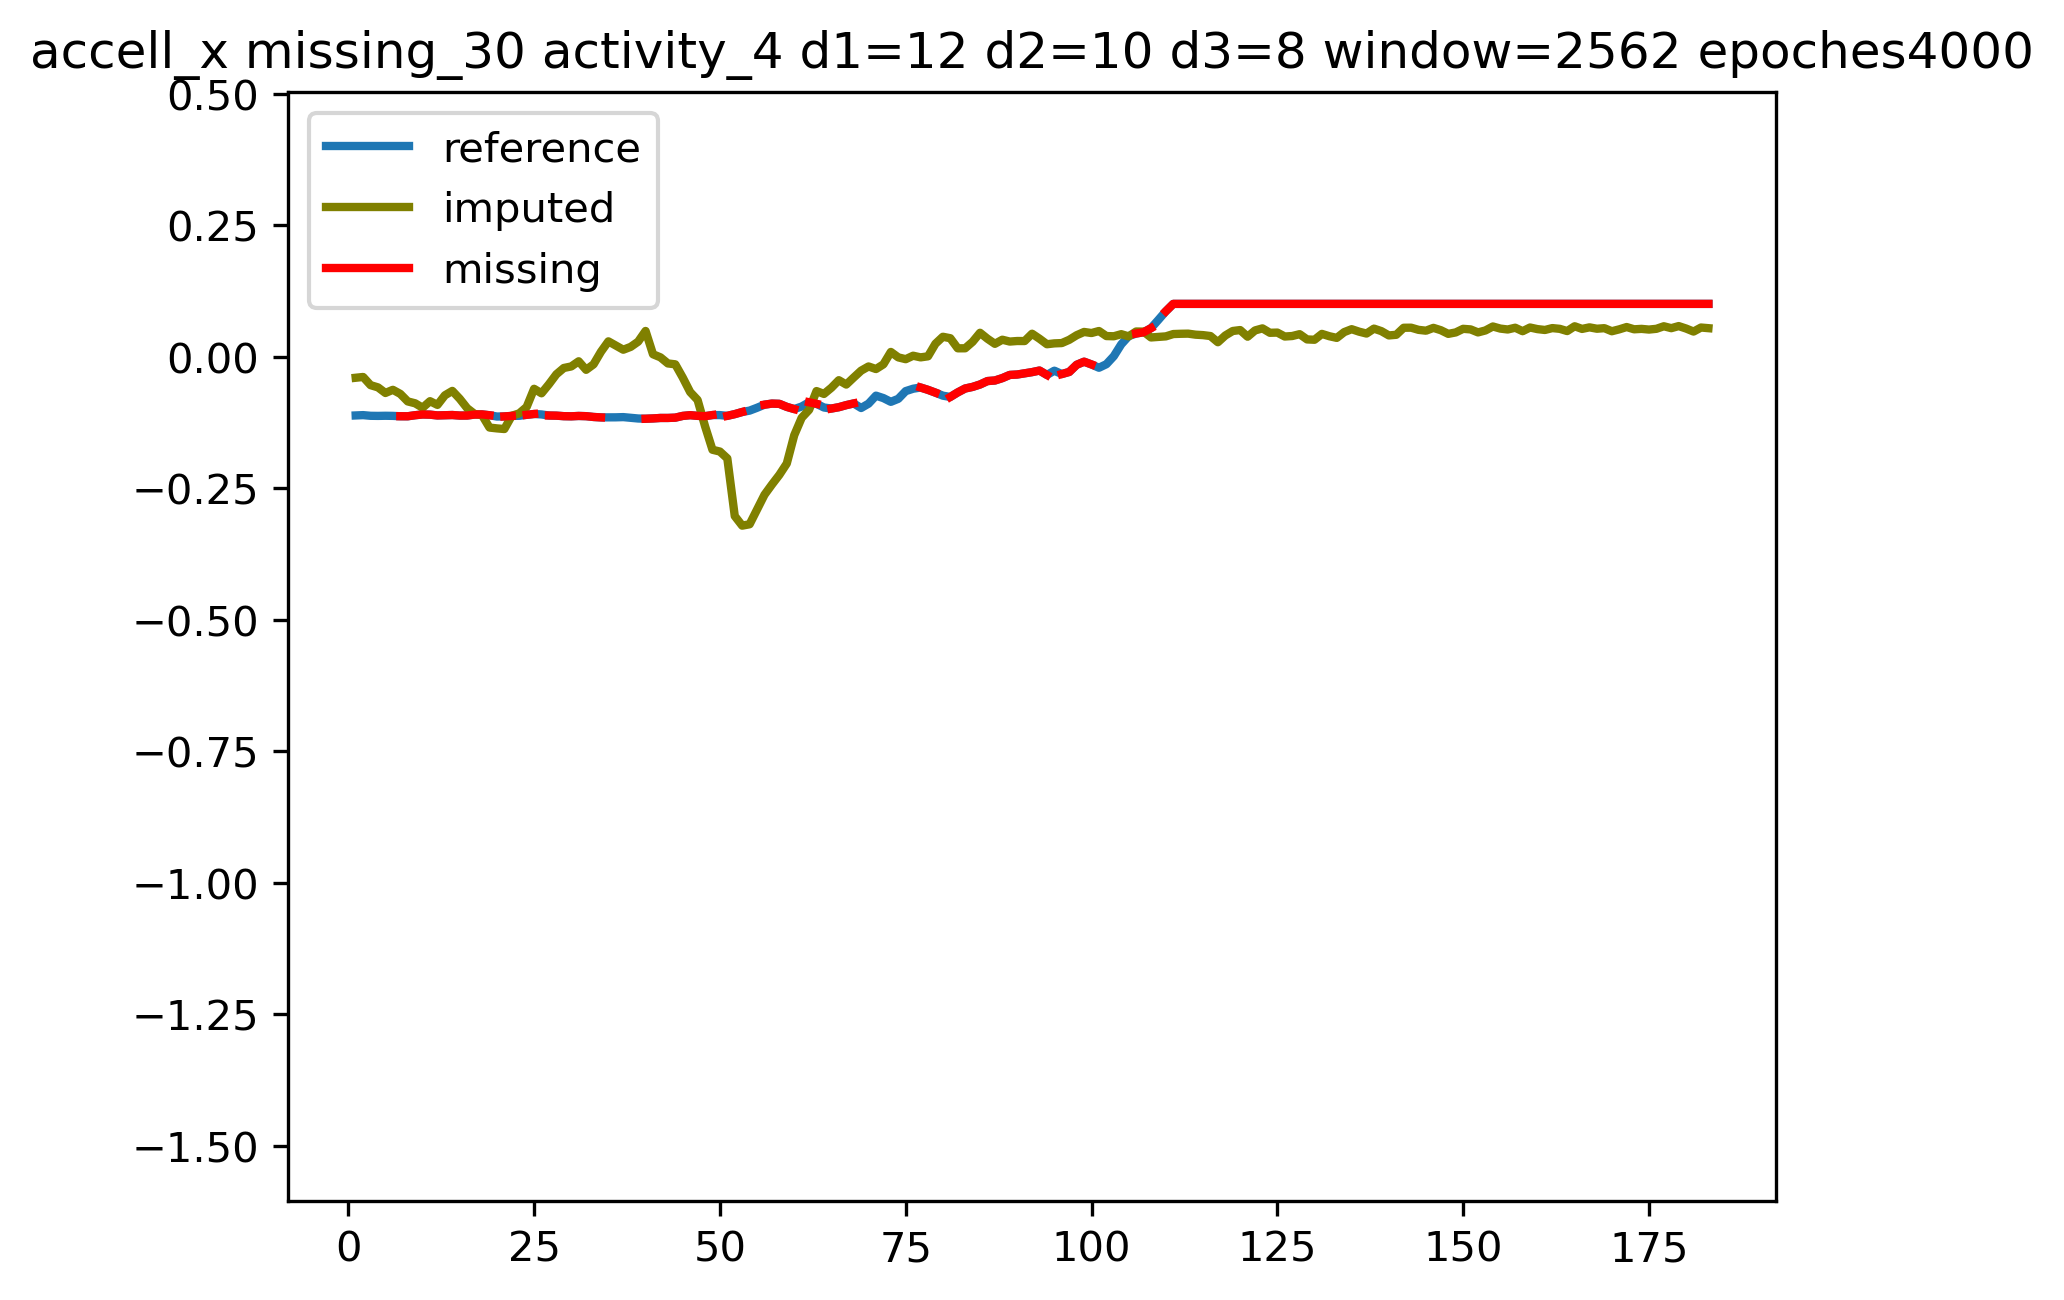 accell_x missing_30 activity_4 d1=12 d2=10 d3=8 window=2562 epoches4000
0.50
0.25
0.00
−0.25
−0.50
−0.75
−1.00
−1.25
−1.50
reference
imputed
missing
0 25 50 75 100 125 150 175